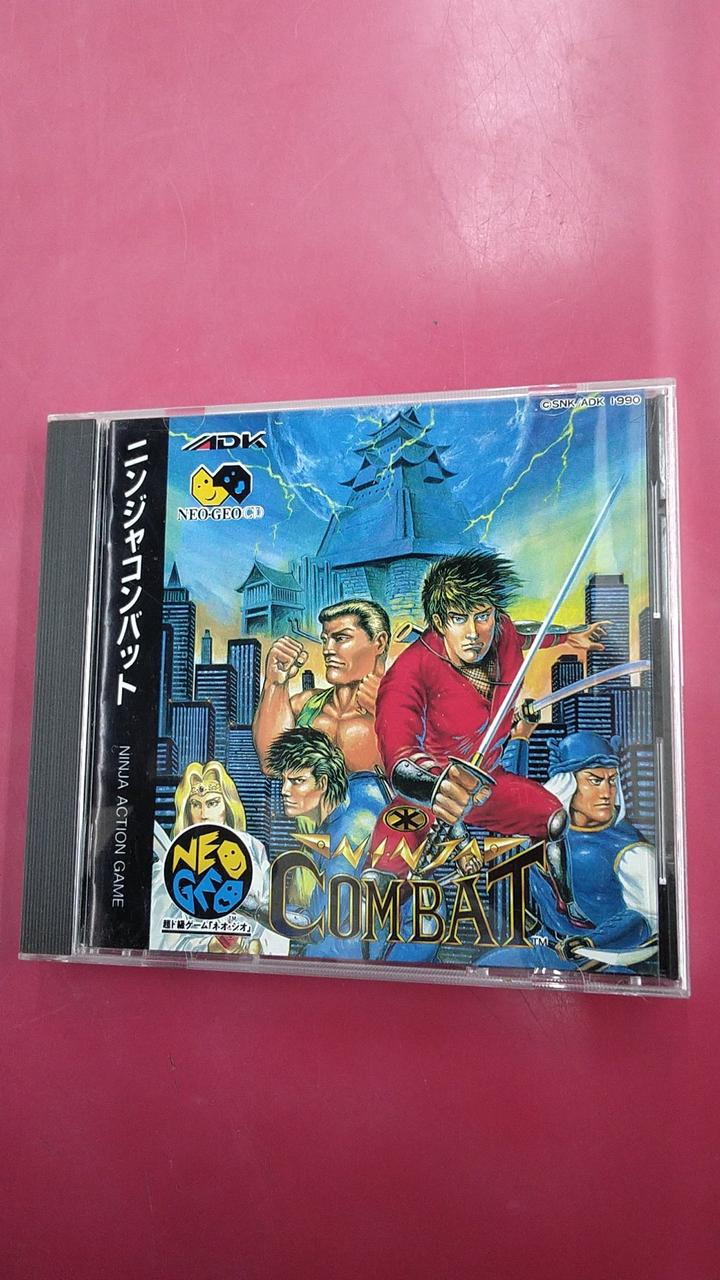 ©SNK ADK 1990
ADK
NEO•GEO CD
ニンジャコンバット
NINJA ACTION GAME
NINJA
COMBAT™
NEO
GEO
超ド級ゲーム「ネオ・ジオ」